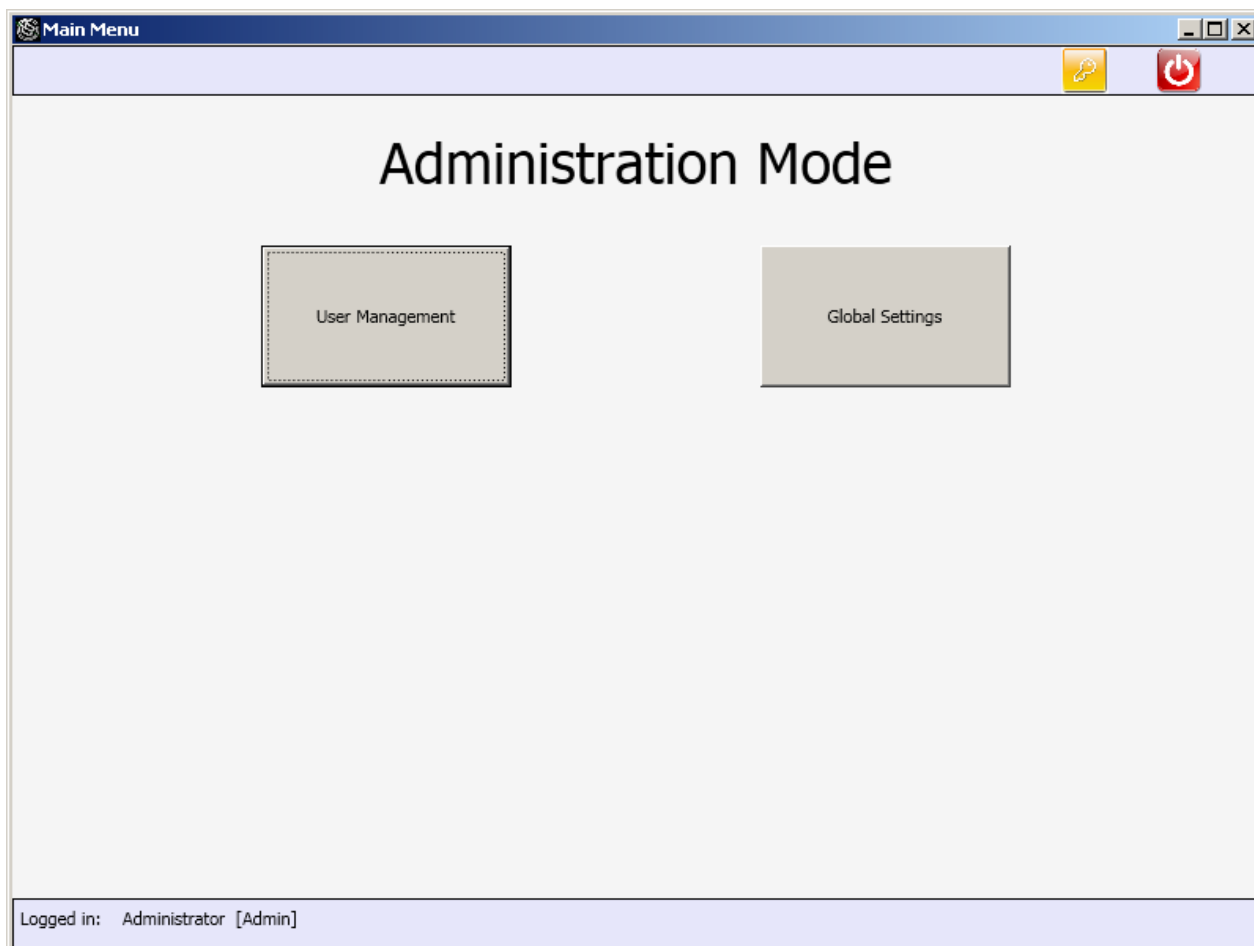 Main Menu
Administration Mode
User Management Global Settings
Logged in: Administrator [Admin]